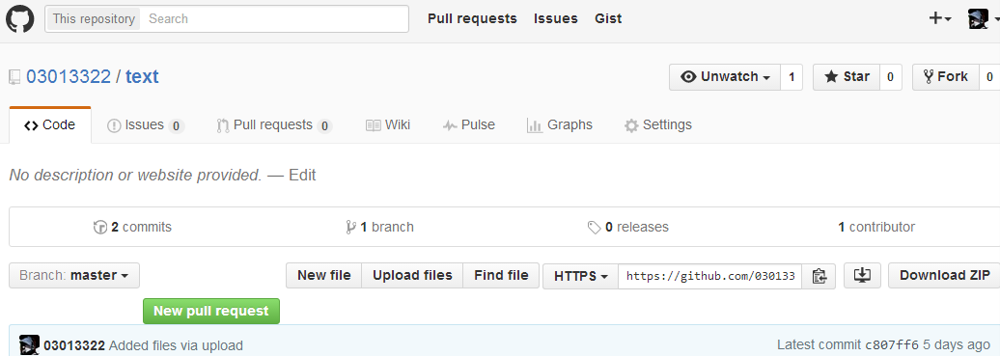 This repository Search Pull requests Issues Gist
03013322 / text Unwatch 1 Star 0 Fork 0
Code Issues 0 Pull requests 0 Wiki Pulse Graphs Settings
No description or website provided. — Edit
2 commits 1 branch 0 releases 1 contributor
Branch: master New file Upload files Find file HTTPS https://github.com/030133 Download ZIP
New pull request
03013322 Added files via upload Latest commit c807ff6 5 days ago